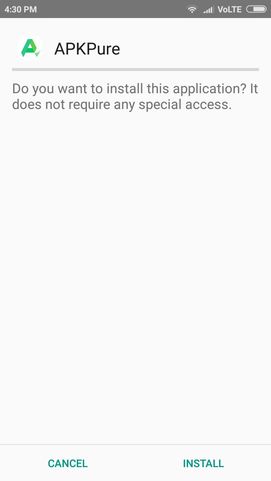 4:30 PM VoLTE
APKPure
Do you want to install this application? It
does not require any special access.
CANCEL INSTALL